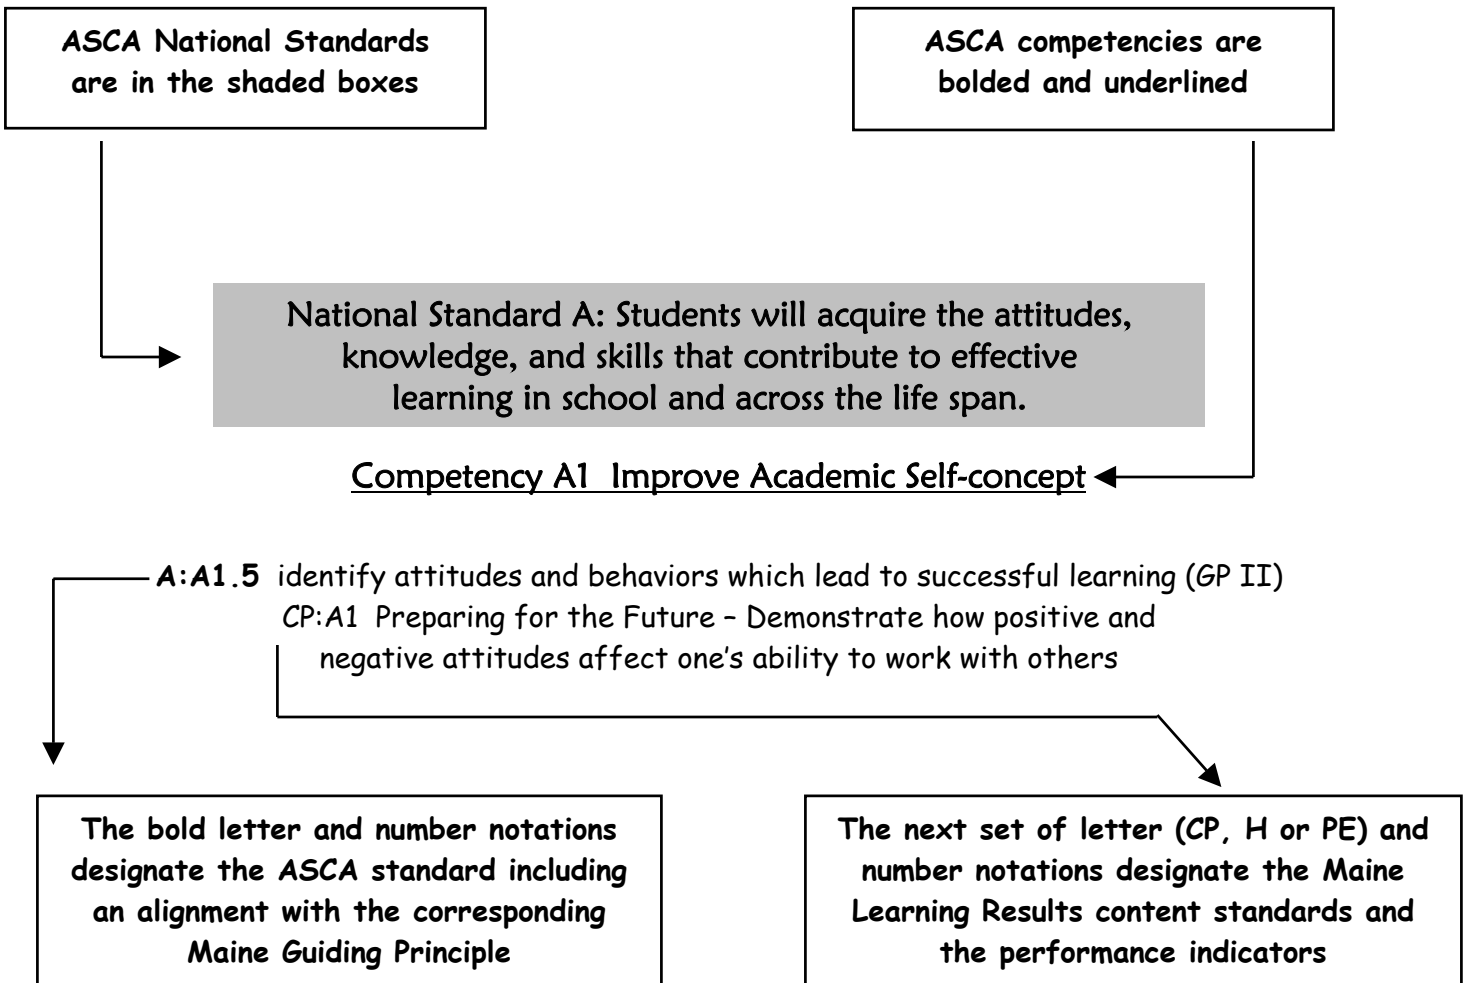 ASCA National Standards
are in the shaded boxes
ASCA competencies are
bolded and underlined
National Standard A: Students will acquire the attitudes,
knowledge, and skills that contribute to effective
learning in school and across the life span.
Competency A1 Improve Academic Self-concept
A:A1.5 identify attitudes and behaviors which lead to successful learning (GP II)
CP:A1 Preparing for the Future – Demonstrate how positive and
negative attitudes affect one's ability to work with others
The bold letter and number notations
designate the ASCA standard including
an alignment with the corresponding
Maine Guiding Principle
The next set of letter (CP, H or PE) and
number notations designate the Maine
Learning Results content standards and
the performance indicators